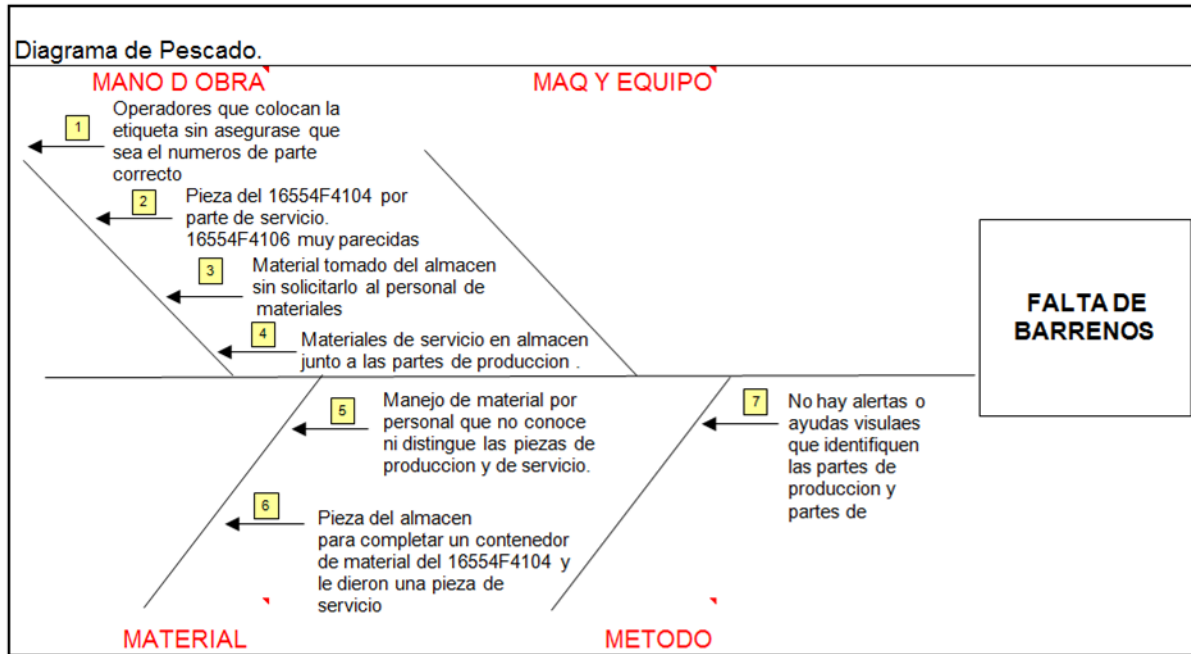 Diagrama de Pescado.
MANO D OBRA
MAQ Y EQUIPO
1
Operadores que colocan la
etiqueta sin asegurase que
sea el numeros de parte
correcto
2
Pieza del 16554F4104 por
parte de servicio.
16554F4106 muy parecidas
3
Material tomado del almacen
sin solicitarlo al personal de
materiales
4
Materiales de servicio en almacen
junto a las partes de produccion .
FALTA DE
BARRENOS
5
Manejo de material por
personal que no conoce
ni distingue las piezas de
produccion y de servicio.
6
Pieza del almacen
para completar un contenedor
de material del 16554F4104 y
le dieron una pieza de
servicio
7
No hay alertas o
ayudas visulaes
que identifiquen
las partes de
produccion y
partes de
MATERIAL
METODO